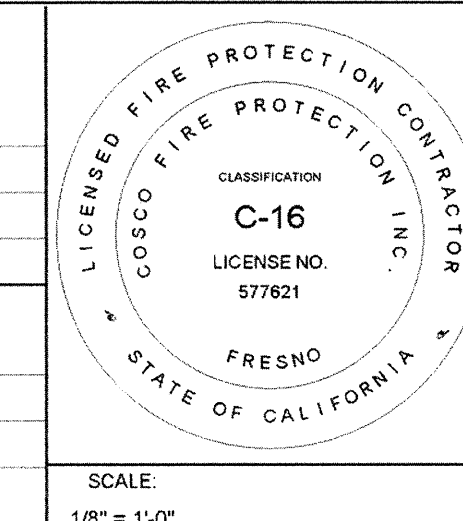 LICENSED FIRE PROTECTION CONTRACTOR
COSCO FIRE PROTECTION INC.
CLASSIFICATION
C-16
LICENSE NO.
577621
FRESNO
STATE OF CALIFORNIA
SCALE:
1/8" = 1'-0"